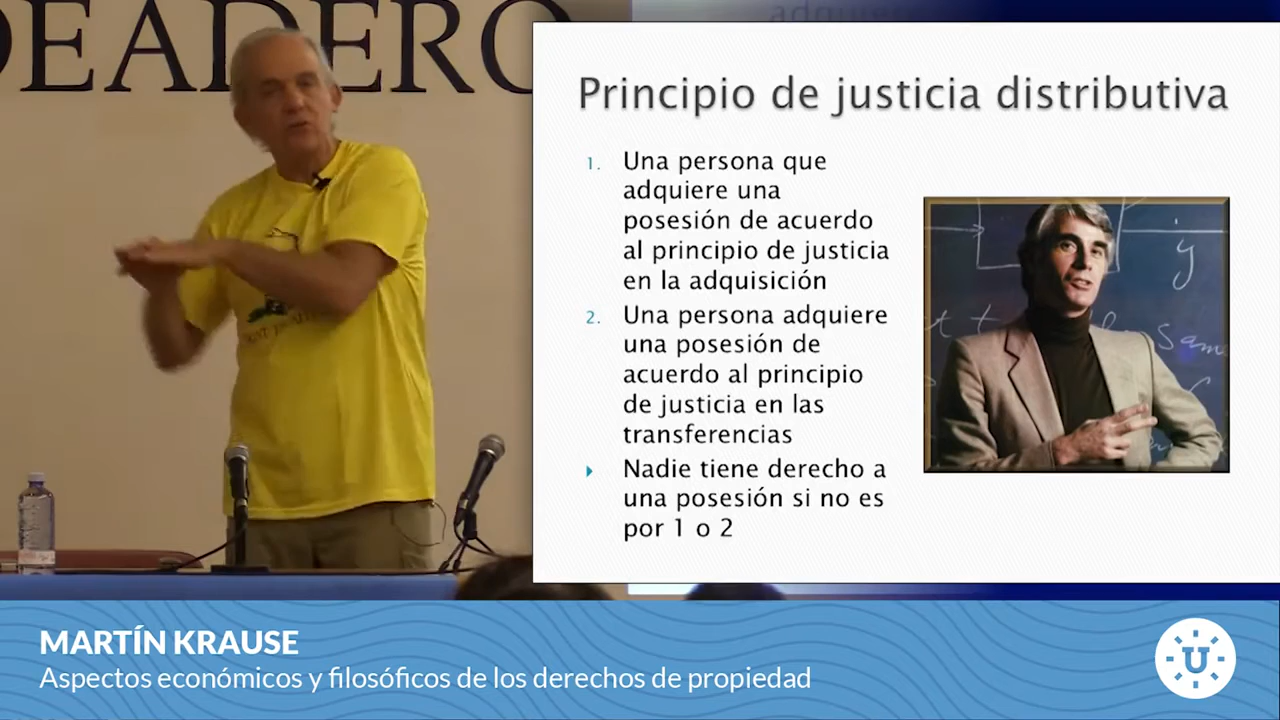 DEADERO
Principio de justicia distributiva
1. Una persona que
adquiere una
posesión de acuerdo
al principio de justicia
en la adquisición
2. Una persona adquiere
una posesión de
acuerdo al principio
de justicia en las
transferencias
Nadie tiene derecho a
una posesión si no es
por 1 o 2
y
sam
MARTÍN KRAUSE
Aspectos económicos y filosóficos de los derechos de propiedad
U